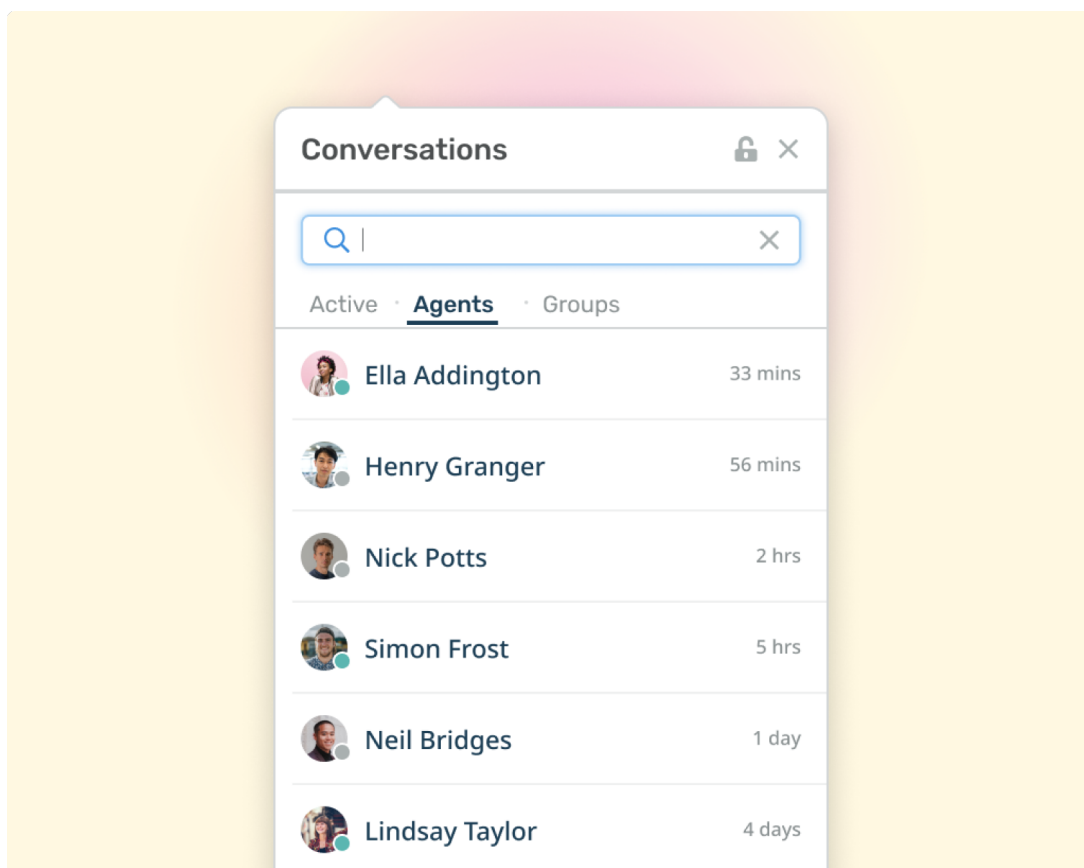 Conversations
Active · Agents · Groups
Ella Addington 33 mins
Henry Granger 56 mins
Nick Potts 2 hrs
Simon Frost 5 hrs
Neil Bridges 1 day
Lindsay Taylor 4 days